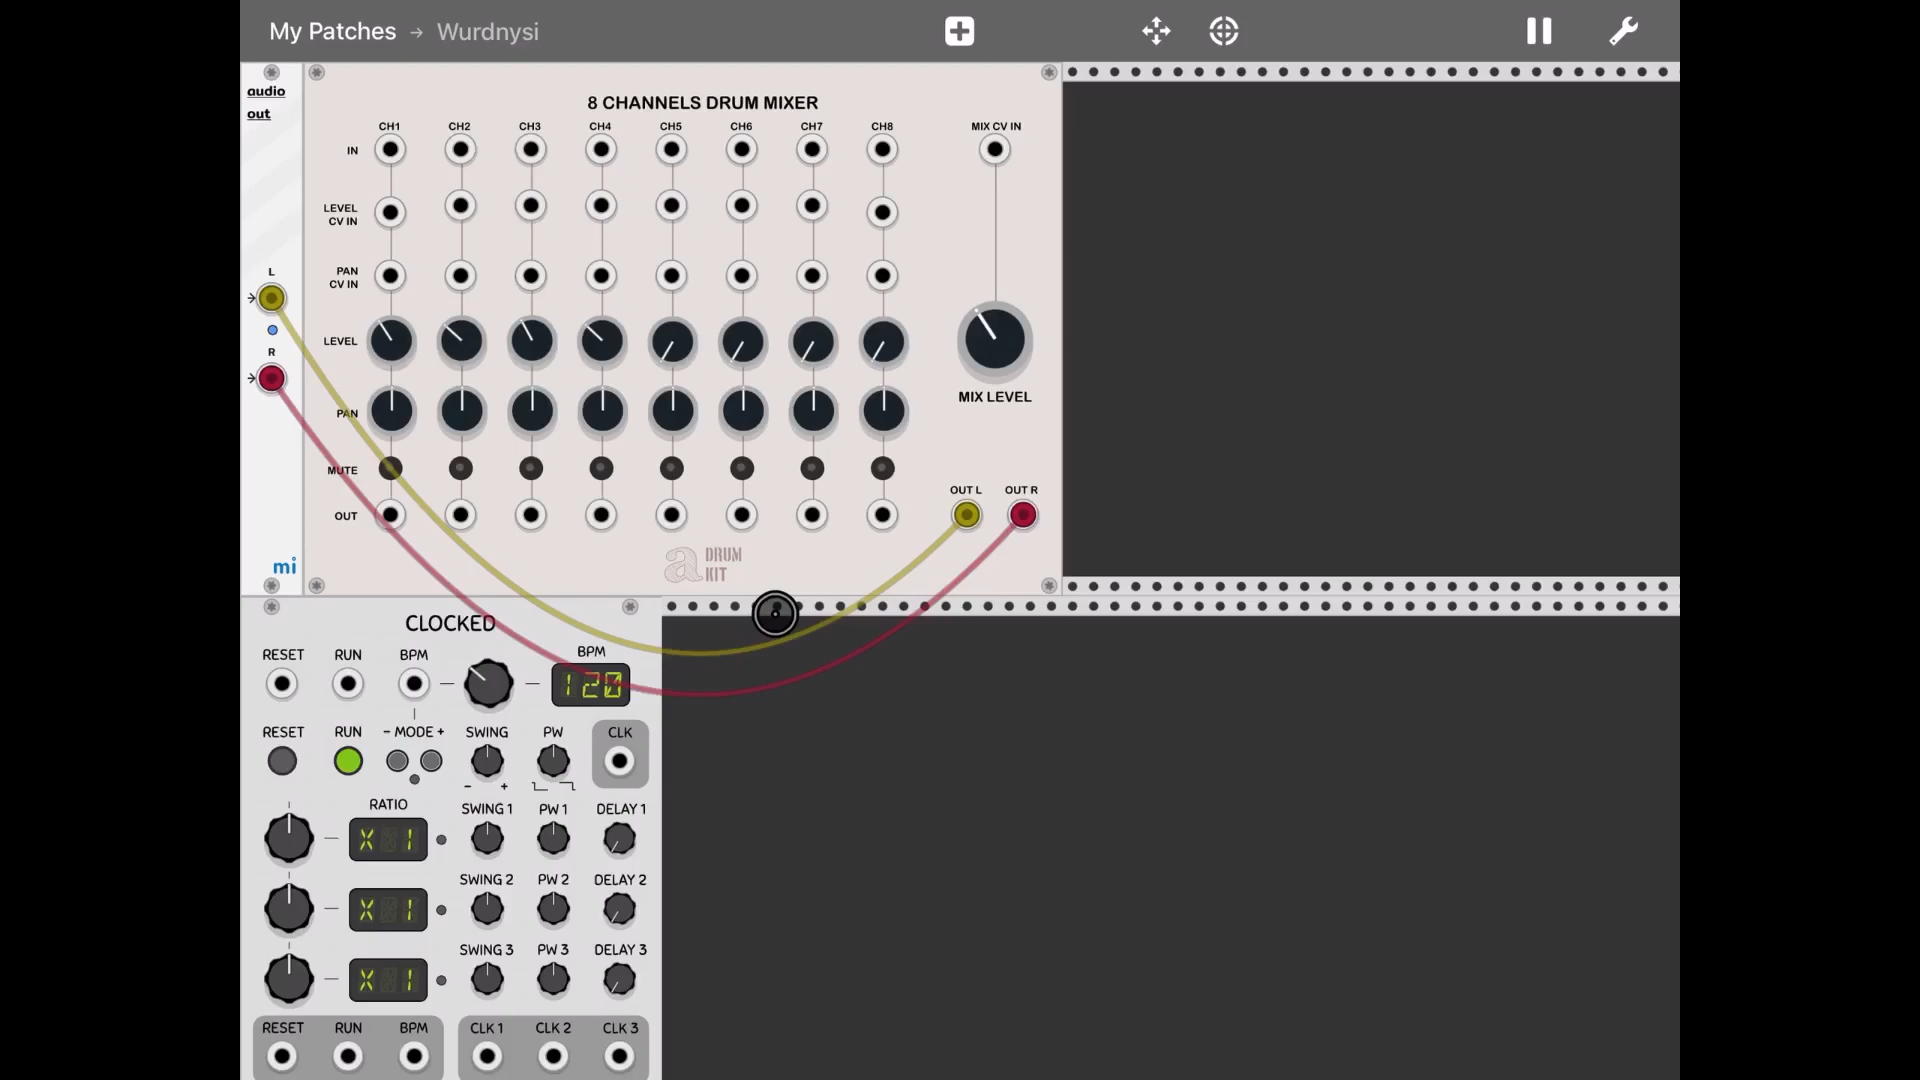 My Patches → Wurdnysi
audio
out
8 CHANNELS DRUM MIXER
CH1 CH2 CH3 CH4 CH5 CH6 CH7 CH8 MIX CV IN
IN
LEVEL
CV IN
L
PAN
CV IN
LEVEL
R
MIX LEVEL
PAN
MUTE
OUT L OUT R
OUT
a DRUM
KIT
mi
CLOCKED
RESET RUN BPM BPM
120
RESET RUN - MODE + SWING PW CLK
- +
RATIO SWING 1 PW 1 DELAY 1
X 1
SWING 2 PW 2 DELAY 2
X 1
SWING 3 PW 3 DELAY 3
X 1
RESET RUN BPM CLK 1 CLK 2 CLK 3